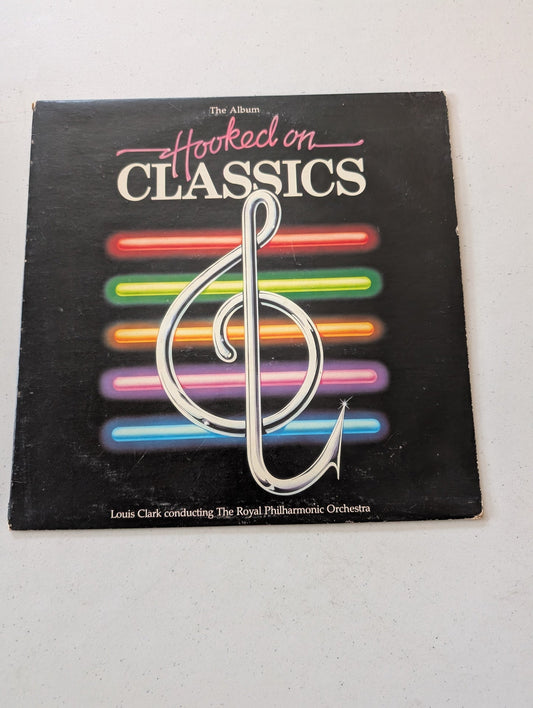 The Album
Hooked on
CLASSICS
Louis Clark conducting The Royal Philharmonic Orchestra